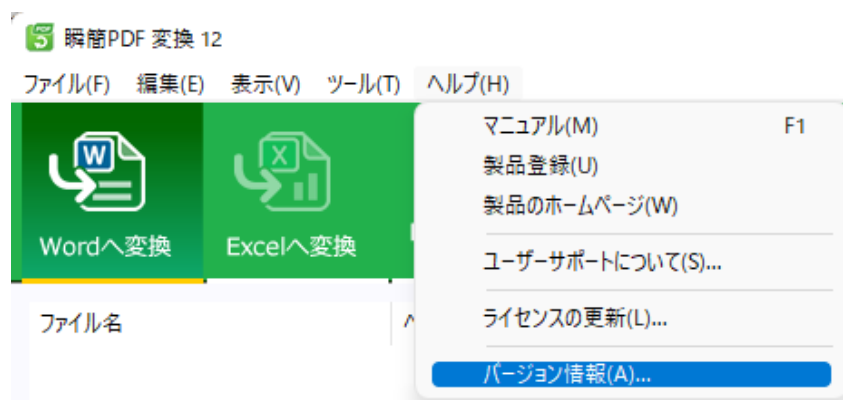 瞬簡PDF 変換 12
ファイル(F) 編集(E) 表示(V) ツール(T) ヘルプ(H)
マニュアル(M) F1
製品登録(U)
製品のホームページ(W)
ユーザーサポートについて(S)...
ライセンスの更新(L)...
バージョン情報(A)...
Wordへ変換 Excelへ変換
ファイル名